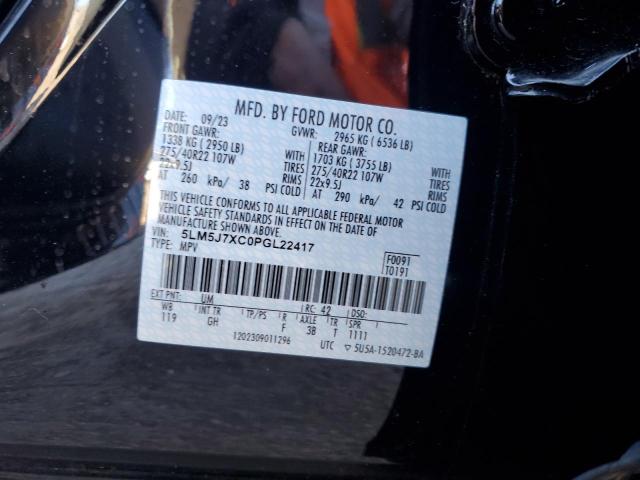 MFD. BY FORD MOTOR CO.
DATE: 09/23 GVWR: 2965 KG ( 6536 LB)
FRONT GAWR: REAR GAWR:
1338 KG ( 2950 LB) WITH 1703 KG ( 3755 LB) WITH
275/40R22 107W TIRES 275/40R22 107W TIRES
22x9.5J RIMS 22x9.5J RIMS
AT 260 kPa/ 38 PSI COLD AT 290 kPa/ 42 PSI COLD
THIS VEHICLE CONFORMS TO ALL APPLICABLE FEDERAL MOTOR
VEHICLE SAFETY STANDARDS IN EFFECT ON THE DATE OF
MANUFACTURE SHOWN ABOVE.
VIN: 5LM5J7XC0PGL22417 F0091
TYPE: MPV T0191
EXT PNT: UM RC: 42 DSO:
WB INT TR TP/PS R AXLE TR SPR
119 GH F 3B T 1111
1202309011296 UTC ▽ 5U5A-1520472-BA